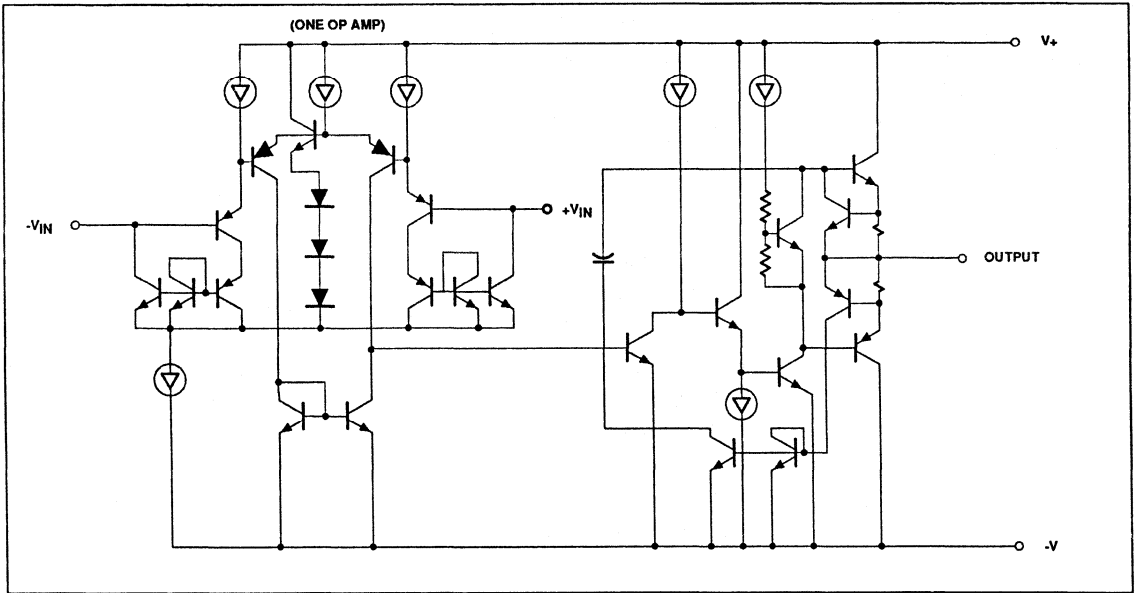 (ONE OP AMP)
V+
-VIN
+VIN
OUTPUT
-V